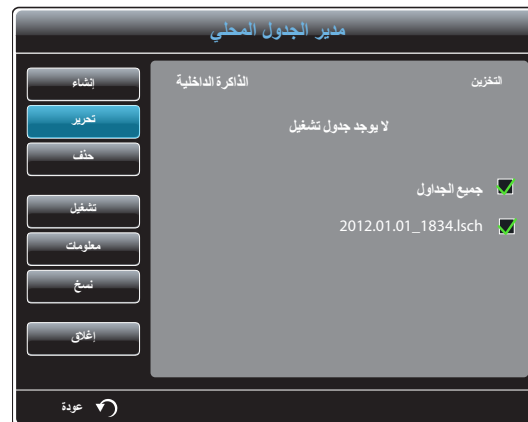 مدير الجدول المحلي
التخزين
الذاكرة الداخلية
لا يوجد جدول تشغيل
جميع الجداول
2012.01.01_1834.lsch
إنشاء
تحرير
حذف
تشغيل
معلومات
نسخ
إغلاق
عودة